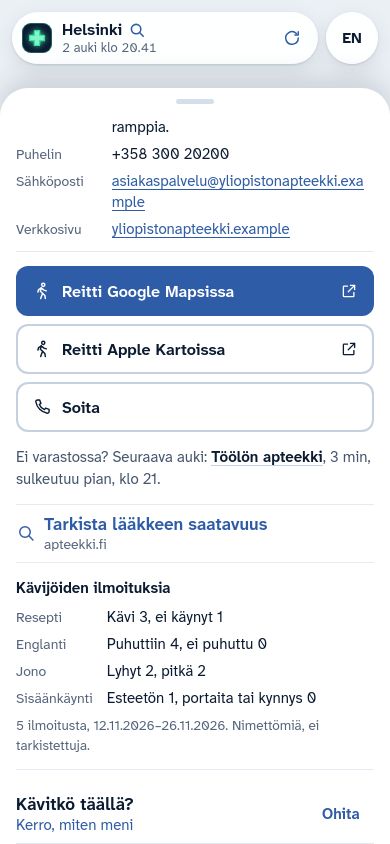 Helsinki
2 auki klo 20.41
EN
ramppia.
Puhelin +358 300 20200
Sähköposti asiakaspalvelu@yliopistonapteekki.exa
mple
Verkkosivu yliopistonapteekki.example
Reitti Google Mapsissa
Reitti Apple Kartoissa
Soita
Ei varastossa? Seuraava auki: Töölön apteekki, 3 min,
sulkeutuu pian, klo 21.
Tarkista lääkkeen saatavuus
apteekki.fi
Kävijöiden ilmoituksia
Resepti Kävi 3, ei käynyt 1
Englanti Puhuttiin 4, ei puhuttu 0
Jono Lyhyt 2, pitkä 2
Sisäänkäynti Esteetön 1, portaita tai kynnys 0
5 ilmoitusta, 12.11.2026–26.11.2026. Nimettömiä, ei
tarkistettuja.
Kävitkö täällä?
Kerro, miten meni
Ohita